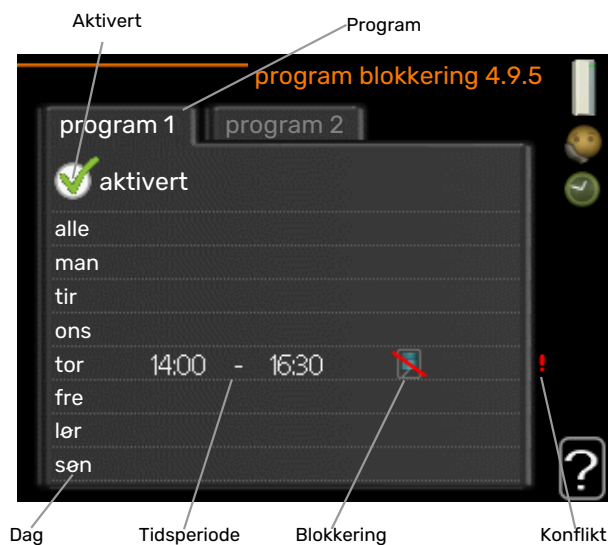 Aktivert
Program
program blokkering 4.9.5
program 1
program 2
aktivert
alle
man
tir
ons
tor 14:00 - 16:30 !
fre
lør
søn
?
Dag
Tidsperiode
Blokkering
Konflikt